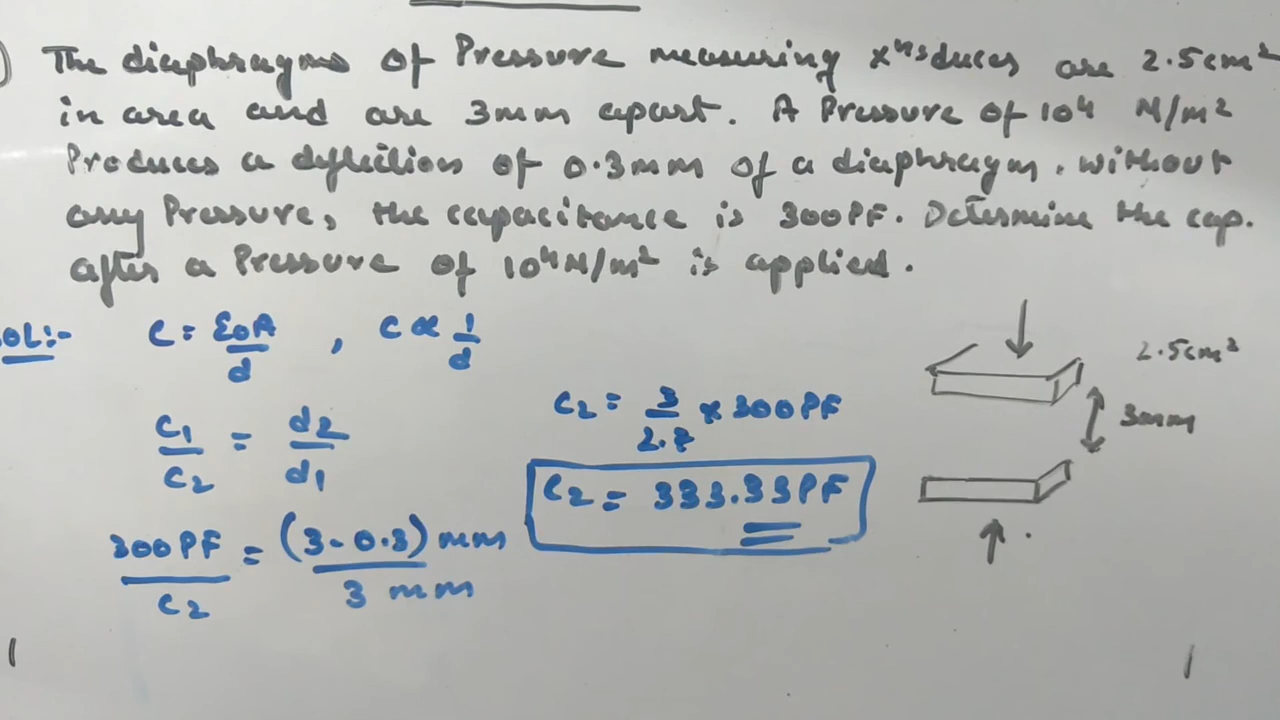 The diaphragms of Pressure measuring xⁿˢducers are 2.5cm²
in area and are 3mm apart. A Pressure of 10⁴ N/m²
Produces a deflection of 0.3mm of a diaphragm. without
any Pressure, the capacitance is 300PF. Determine the cap.
after a Pressure of 10⁴N/m² is applied.
SOL:- C = ε₀A/d , C ∝ 1/d
2.5cm²
C₁/C₂ = d₂/d₁
C₂ = 3/2.7 × 300PF
3mm
C₂ = 333.33PF
300PF/C₂ = (3-0.3)mm/3mm